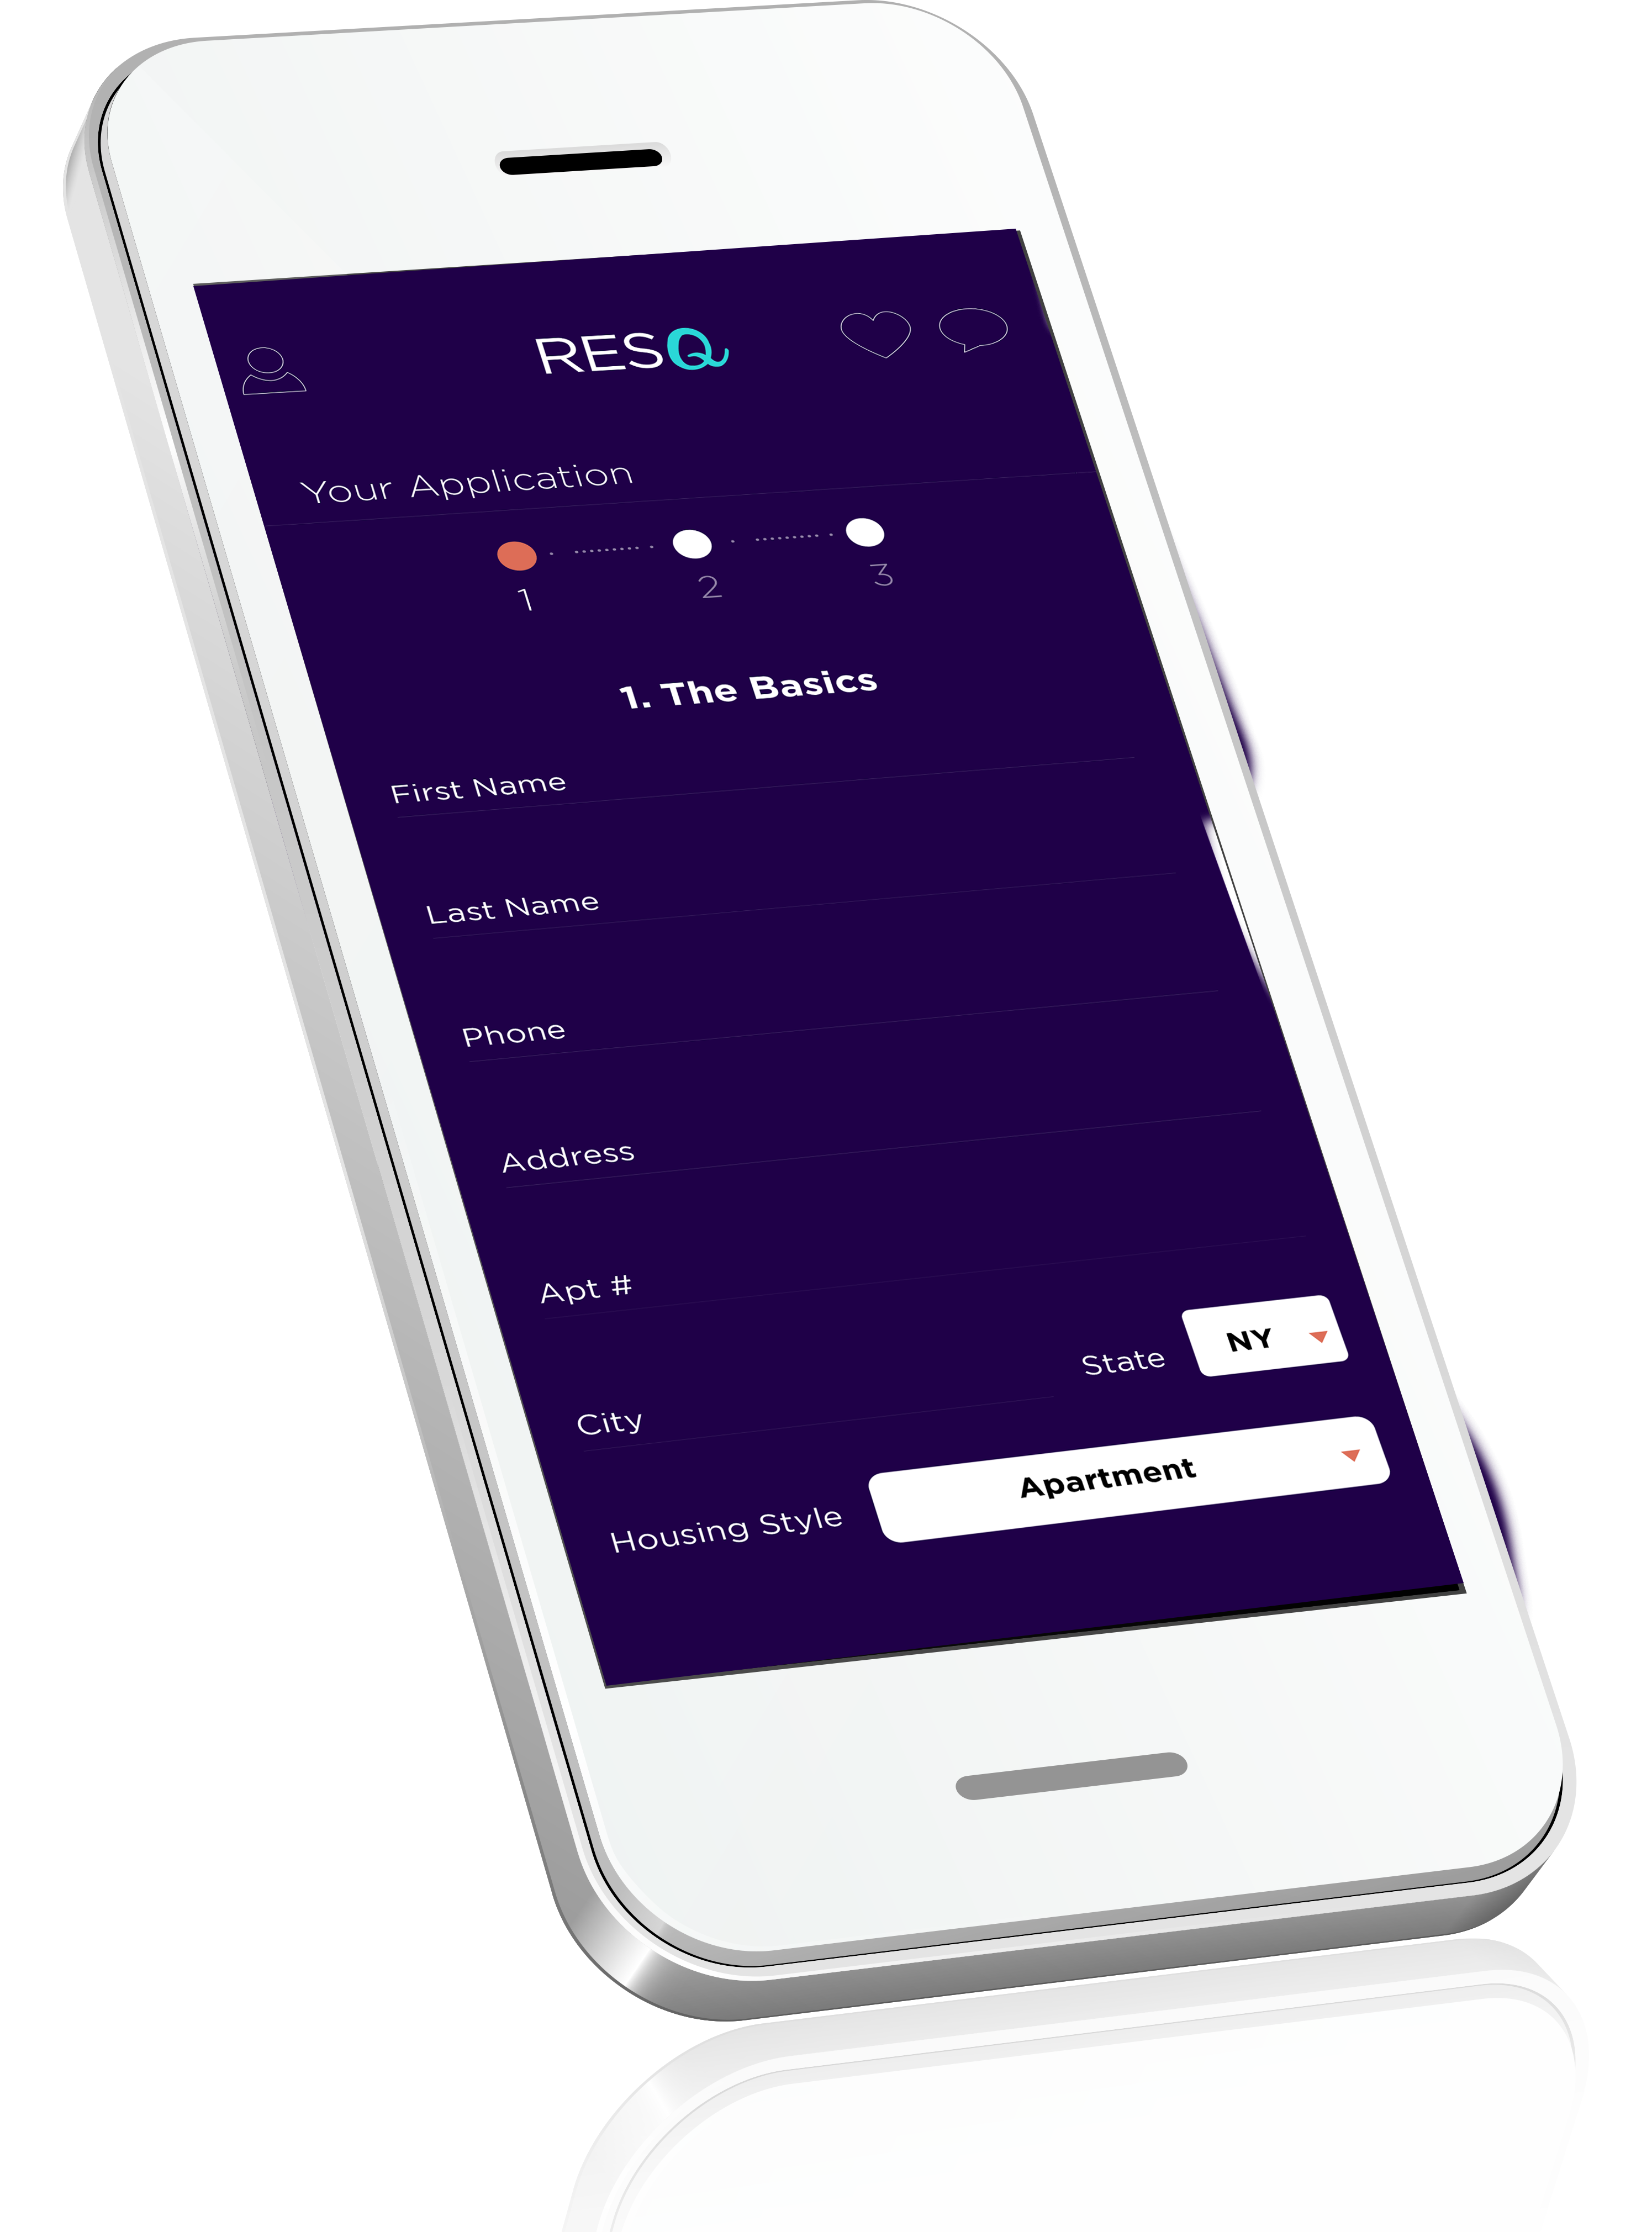 RESQ
Your Application
1 2 3
1. The Basics
First Name
Last Name
Phone
Address
Apt #
City State NY
Housing Style Apartment